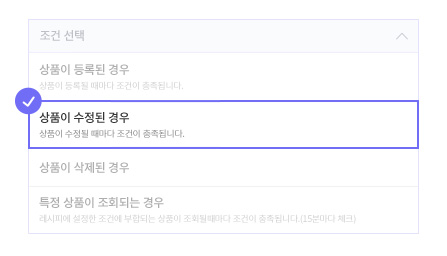 조건 선택
상품이 등록된 경우
상품이 등록될 때마다 조건이 충족됩니다.
상품이 수정된 경우
상품이 수정될 때마다 조건이 충족됩니다.
상품이 삭제된 경우
특정 상품이 조회되는 경우
레시피에 설정한 조건에 부합되는 상품이 조회될때마다 조건이 충족됩니다.(15분마다 체크)